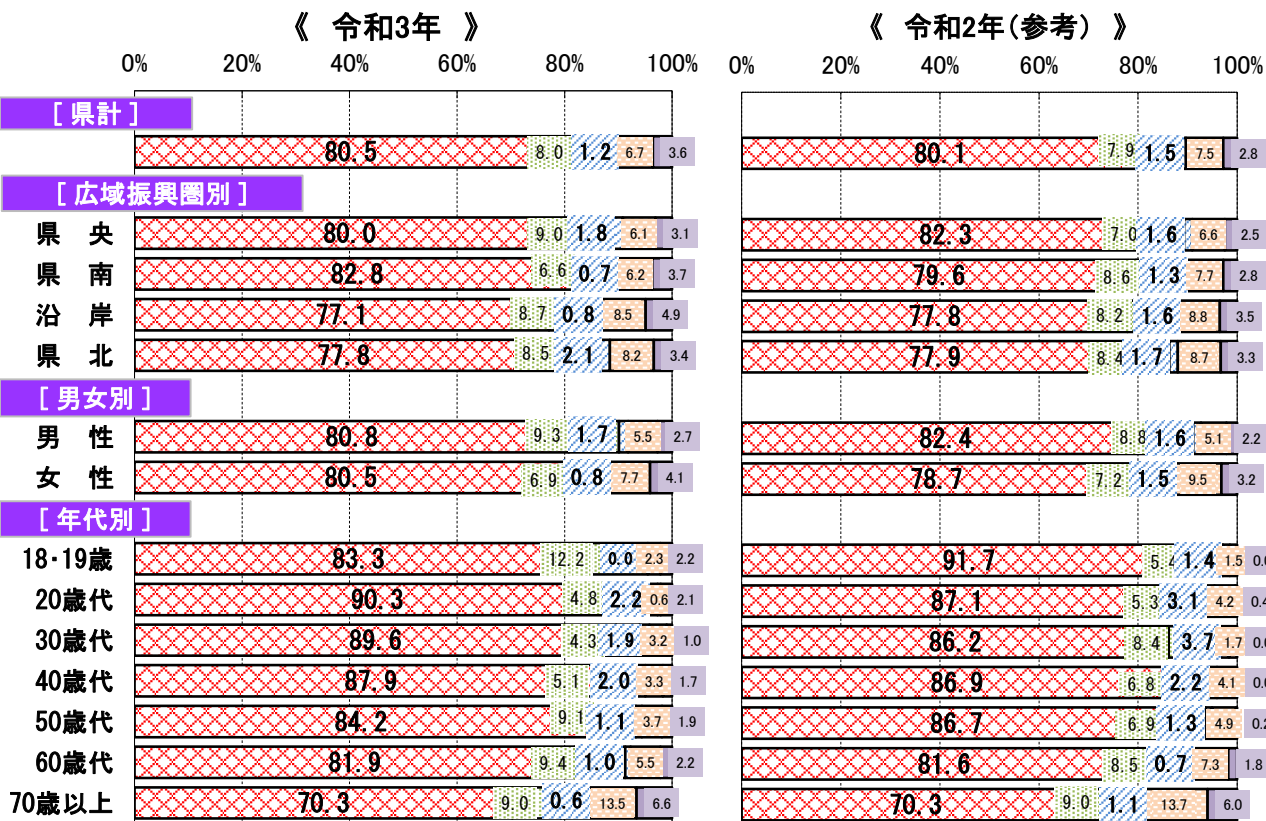 《 令和3年 》 《 令和2年(参考) 》
0% 20% 40% 60% 80% 100% 0% 20% 40% 60% 80% 100%
[ 県計 ]
80.5 8.0 1.2 6.7 3.6 80.1 7.9 1.5 7.5 2.8
[ 広域振興圏別 ]
県 央 80.0 9.0 1.8 6.1 3.1 82.3 7.0 1.6 6.6 2.5
県 南 82.8 6.6 0.7 6.2 3.7 79.6 8.6 1.3 7.7 2.8
沿 岸 77.1 8.7 0.8 8.5 4.9 77.8 8.2 1.6 8.8 3.5
県 北 77.8 8.5 2.1 8.2 3.4 77.9 8.4 1.7 8.7 3.3
[ 男女別 ]
男 性 80.8 9.3 1.7 5.5 2.7 82.4 8.8 1.6 5.1 2.2
女 性 80.5 6.9 0.8 7.7 4.1 78.7 7.2 1.5 9.5 3.2
[ 年代別 ]
18・19歳 83.3 12.2 0.0 2.3 2.2 91.7 5.4 1.4 1.5
20歳代 90.3 4.8 2.2 0.6 2.1 87.1 5.3 3.1 4.2 0.4
30歳代 89.6 4.3 1.9 3.2 1.0 86.2 8.4 3.7 1.7
40歳代 87.9 5.1 2.0 3.3 1.7 86.9 6.8 2.2 4.1
50歳代 84.2 9.1 1.1 3.7 1.9 86.7 6.9 1.3 4.9 0.2
60歳代 81.9 9.4 1.0 5.5 2.2 81.6 8.5 0.7 7.3 1.8
70歳以上 70.3 9.0 0.6 13.5 6.6 70.3 9.0 1.1 13.7 6.0